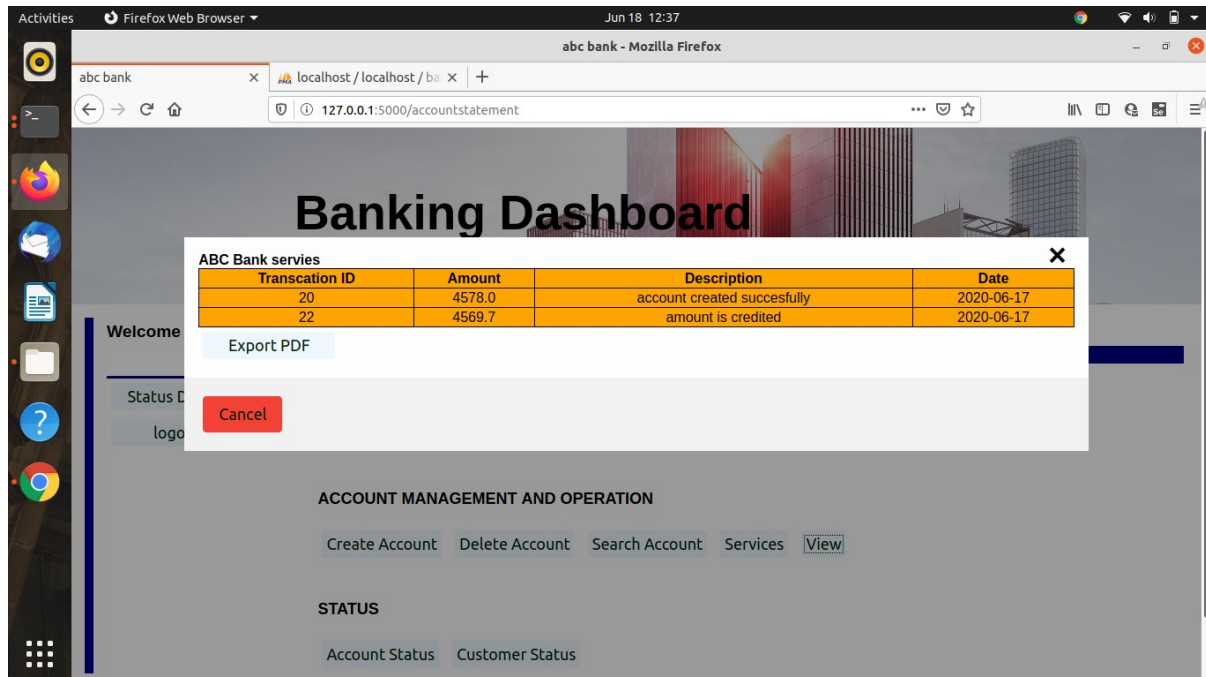 Activities Firefox Web Browser Jun 18 12:37
abc bank - Mozilla Firefox
abc bank localhost / localhost / ba
127.0.0.1:5000/accountstatement
Banking Dashboard
ABC Bank servies
Transcation ID Amount Description Date
20 4578.0 account created succesfully 2020-06-17
22 4569.7 amount is credited 2020-06-17
Welcome
Export PDF
Status D
Cancel
logo
ACCOUNT MANAGEMENT AND OPERATION
Create Account Delete Account Search Account Services View
STATUS
Account Status Customer Status